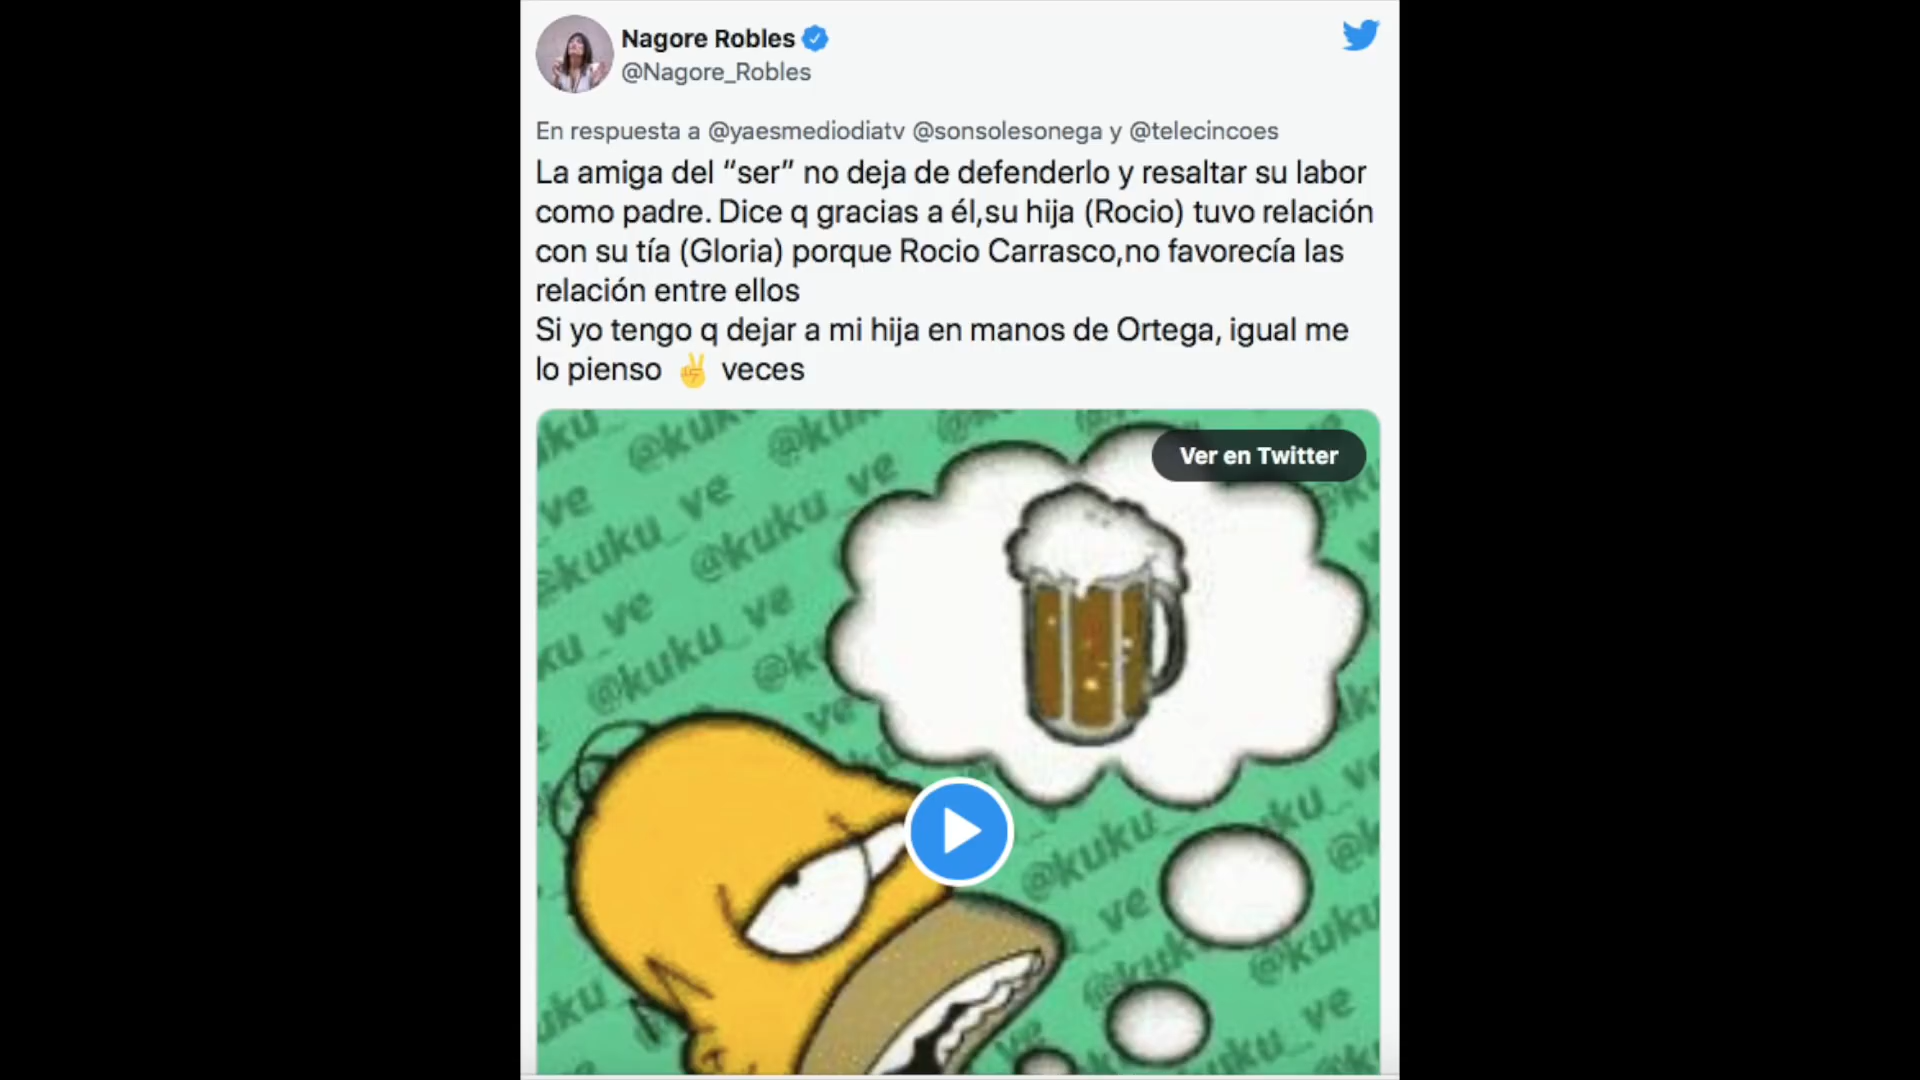 Nagore Robles
@Nagore_Robles
En respuesta a @yaesmediodiatv @sonsolesonega y @telecincoes
La amiga del “ser” no deja de defenderlo y resaltar su labor
como padre. Dice q gracias a él,su hija (Rocio) tuvo relación
con su tía (Gloria) porque Rocio Carrasco,no favorecía las
relación entre ellos
Si yo tengo q dejar a mi hija en manos de Ortega, igual me
lo pienso ✌️ veces
Ver en Twitter
@kuku_ve
@kuku_ve
@kuku_ve
@kuku_ve